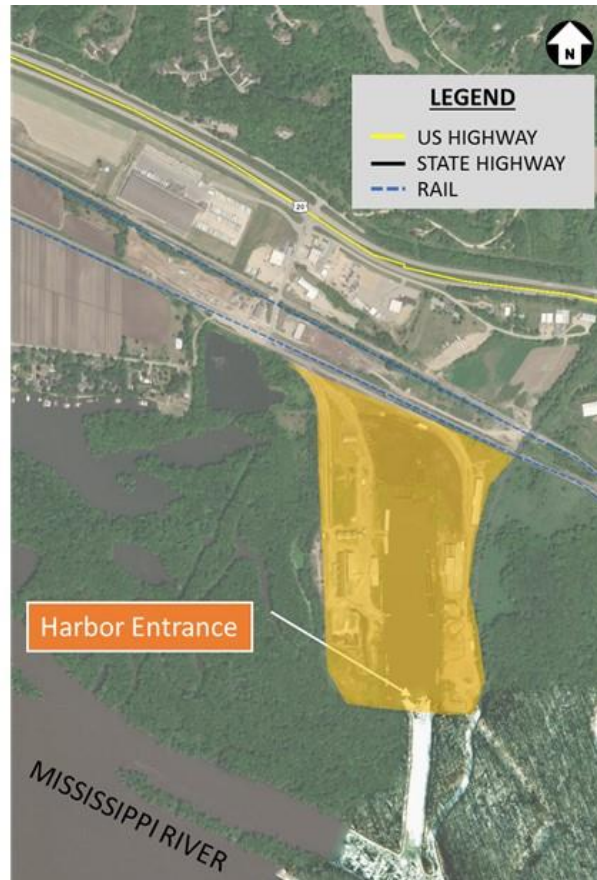 N
LEGEND
US HIGHWAY
STATE HIGHWAY
RAIL
20
Harbor Entrance
MISSISSIPPI RIVER